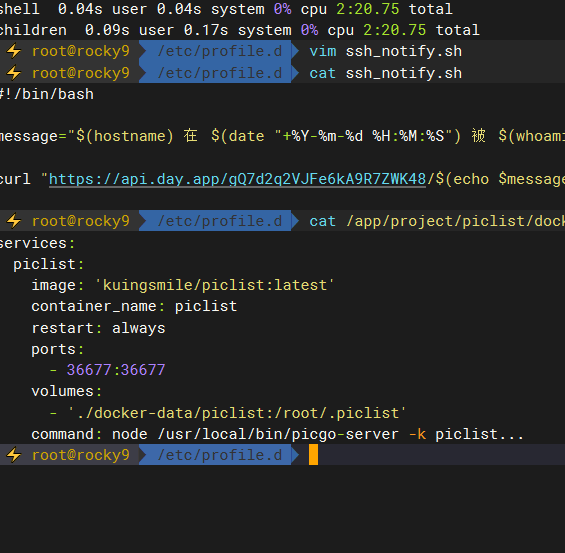 shell  0.04s user 0.04s system 0% cpu 2:20.75 total
children  0.09s user 0.17s system 0% cpu 2:20.75 total
⚡ root@rocky9 /etc/profile.d vim ssh_notify.sh
⚡ root@rocky9 /etc/profile.d cat ssh_notify.sh
#!/bin/bash
message="$(hostname) 在 $(date "+%Y-%m-%d %H:%M:%S") 被 $(whoami
curl "https://api.day.app/gQ7d2q2VJFe6kA9R7ZWK48/$(echo $message
⚡ root@rocky9 /etc/profile.d cat /app/project/piclist/dock
services:
  piclist:
    image: 'kuingsmile/piclist:latest'
    container_name: piclist
    restart: always
    ports:
      - 36677:36677
    volumes:
      - './docker-data/piclist:/root/.piclist'
    command: node /usr/local/bin/picgo-server -k piclist...
⚡ root@rocky9 /etc/profile.d